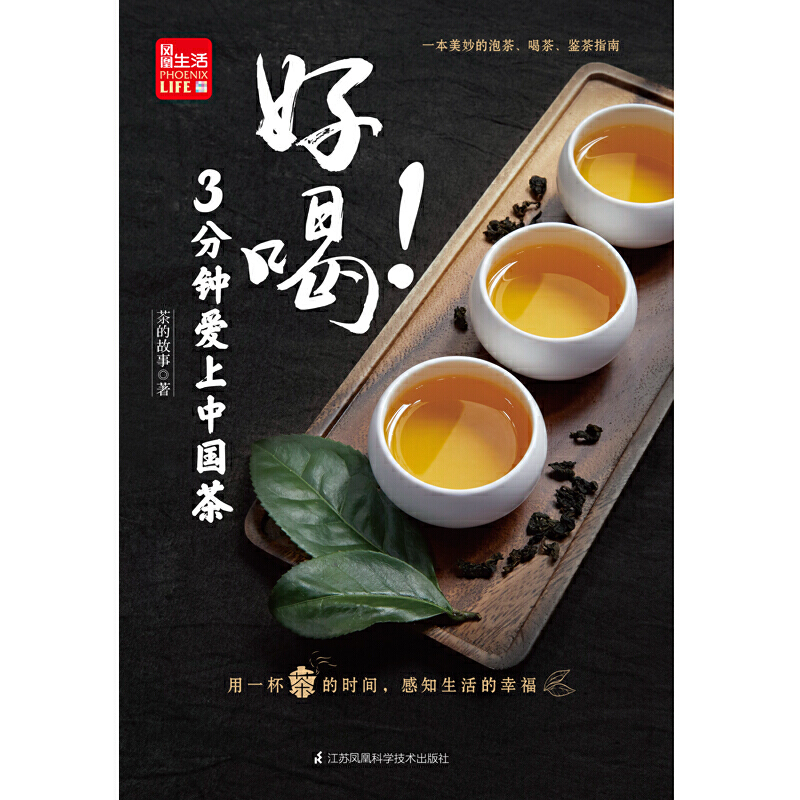 凤凰生活
PHOENIX
LIFE
一本美妙的泡茶、喝茶、鉴茶指南
好喝！
3分钟爱上中国茶
茶的故事◎著
用一杯茶的时间，感知生活的幸福
江苏凤凰科学技术出版社